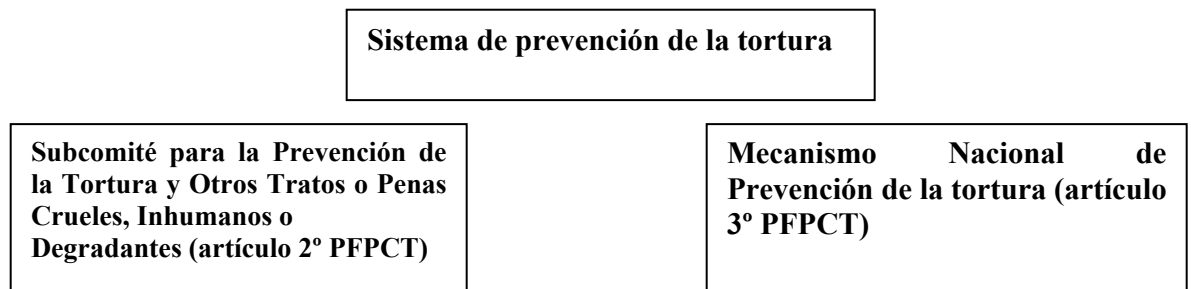 Sistema de prevención de la tortura
Subcomité para la Prevención de
la Tortura y Otros Tratos o Penas
Crueles, Inhumanos o
Degradantes (artículo 2º PFPCT)
Mecanismo Nacional de
Prevención de la tortura (artículo
3º PFPCT)